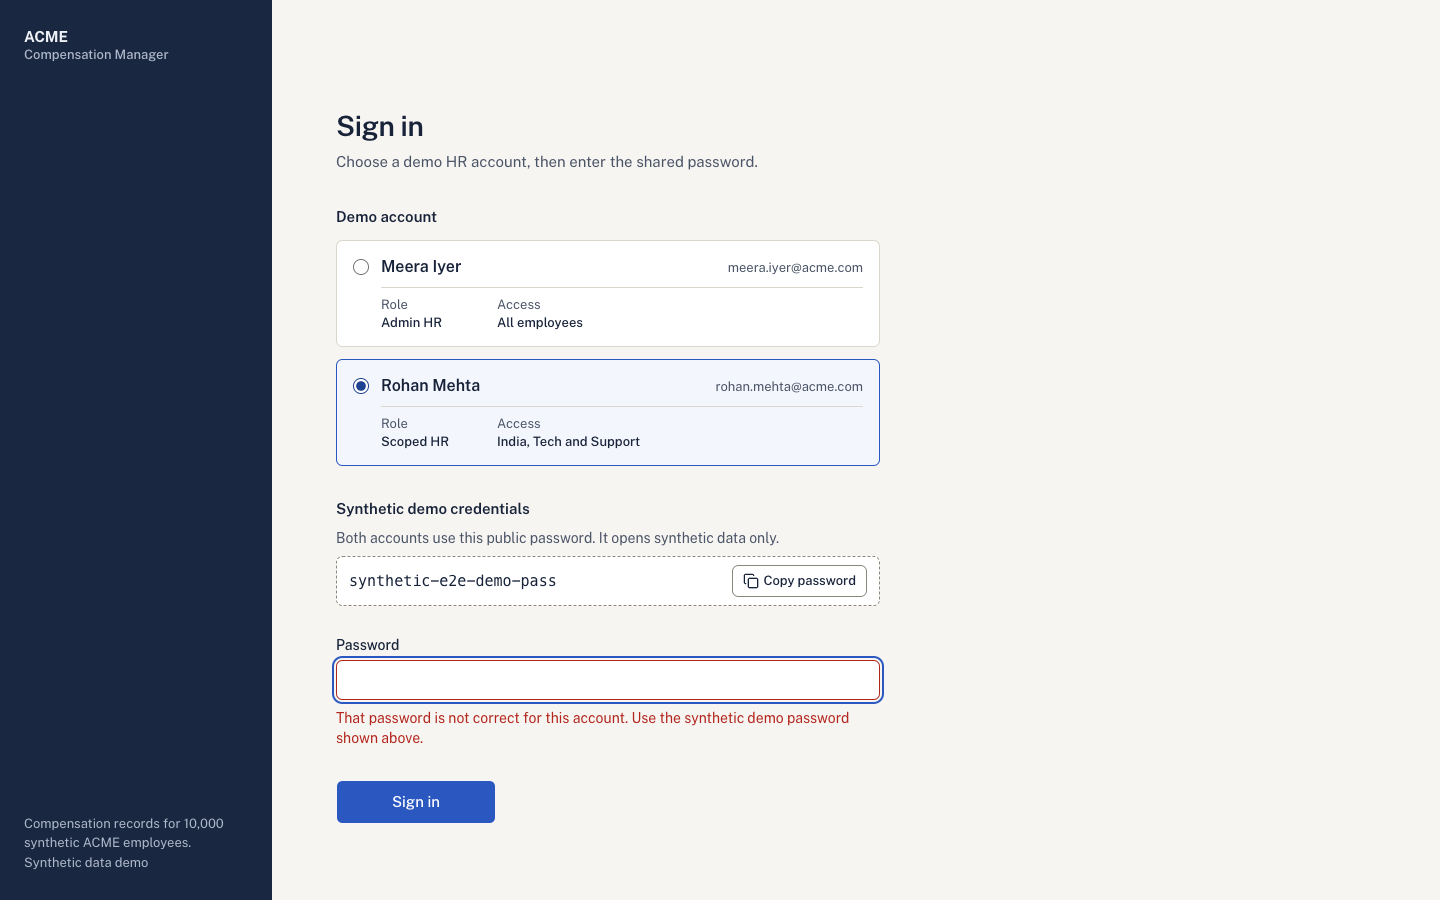 ACME
Compensation Manager
Sign in
Choose a demo HR account, then enter the shared password.
Demo account
Meera Iyer
meera.iyer@acme.com
Role
Access
Admin HR
All employees
Rohan Mehta
rohan.mehta@acme.com
Role
Access
Scoped HR
India, Tech and Support
Synthetic demo credentials
Both accounts use this public password. It opens synthetic data only.
synthetic-e2e-demo-pass
Copy password
Password
That password is not correct for this account. Use the synthetic demo password
shown above.
Sign in
Compensation records for 10,000
synthetic ACME employees.
Synthetic data demo